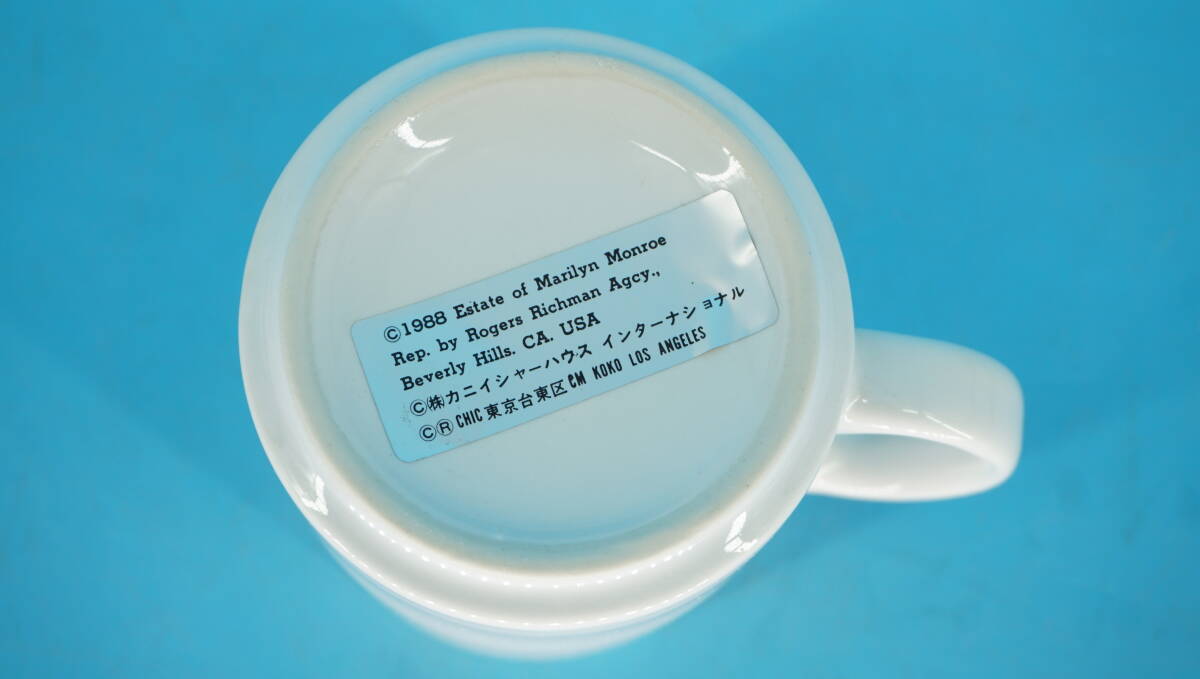 ©1988 Estate of Marilyn Monroe
Rep. by Rogers Richman Agcy.,
Beverly Hills. CA. USA
©㈱カニイシャーハウス インターナショナル
©Ⓡ CHIC 東京台東区 CM KOKO LOS ANGELES